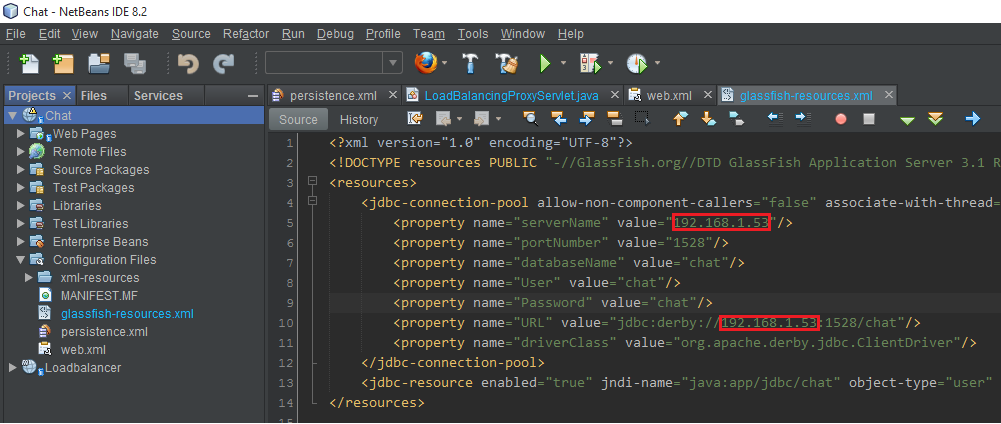 Chat - NetBeans IDE 8.2
File Edit View Navigate Source Refactor Run Debug Profile Team Tools Window Help
Projects Files Services
persistence.xml LoadBalancingProxyServlet.java web.xml glassfish-resources.xml
Source History
Chat
Web Pages
Remote Files
Source Packages
Test Packages
Libraries
Test Libraries
Enterprise Beans
Configuration Files
xml-resources
MANIFEST.MF
glassfish-resources.xml
persistence.xml
web.xml
Loadbalancer
1 <?xml version="1.0" encoding="UTF-8"?>
2 <!DOCTYPE resources PUBLIC "-//GlassFish.org//DTD GlassFish Application Server 3.1 R
3 <resources>
4 <jdbc-connection-pool allow-non-component-callers="false" associate-with-thread=
5 <property name="serverName" value="192.168.1.53"/>
6 <property name="portNumber" value="1528"/>
7 <property name="databaseName" value="chat"/>
8 <property name="User" value="chat"/>
9 <property name="Password" value="chat"/>
10 <property name="URL" value="jdbc:derby://192.168.1.53:1528/chat"/>
11 <property name="driverClass" value="org.apache.derby.jdbc.ClientDriver"/>
12 </jdbc-connection-pool>
13 <jdbc-resource enabled="true" jndi-name="java:app/jdbc/chat" object-type="user"
14 </resources>